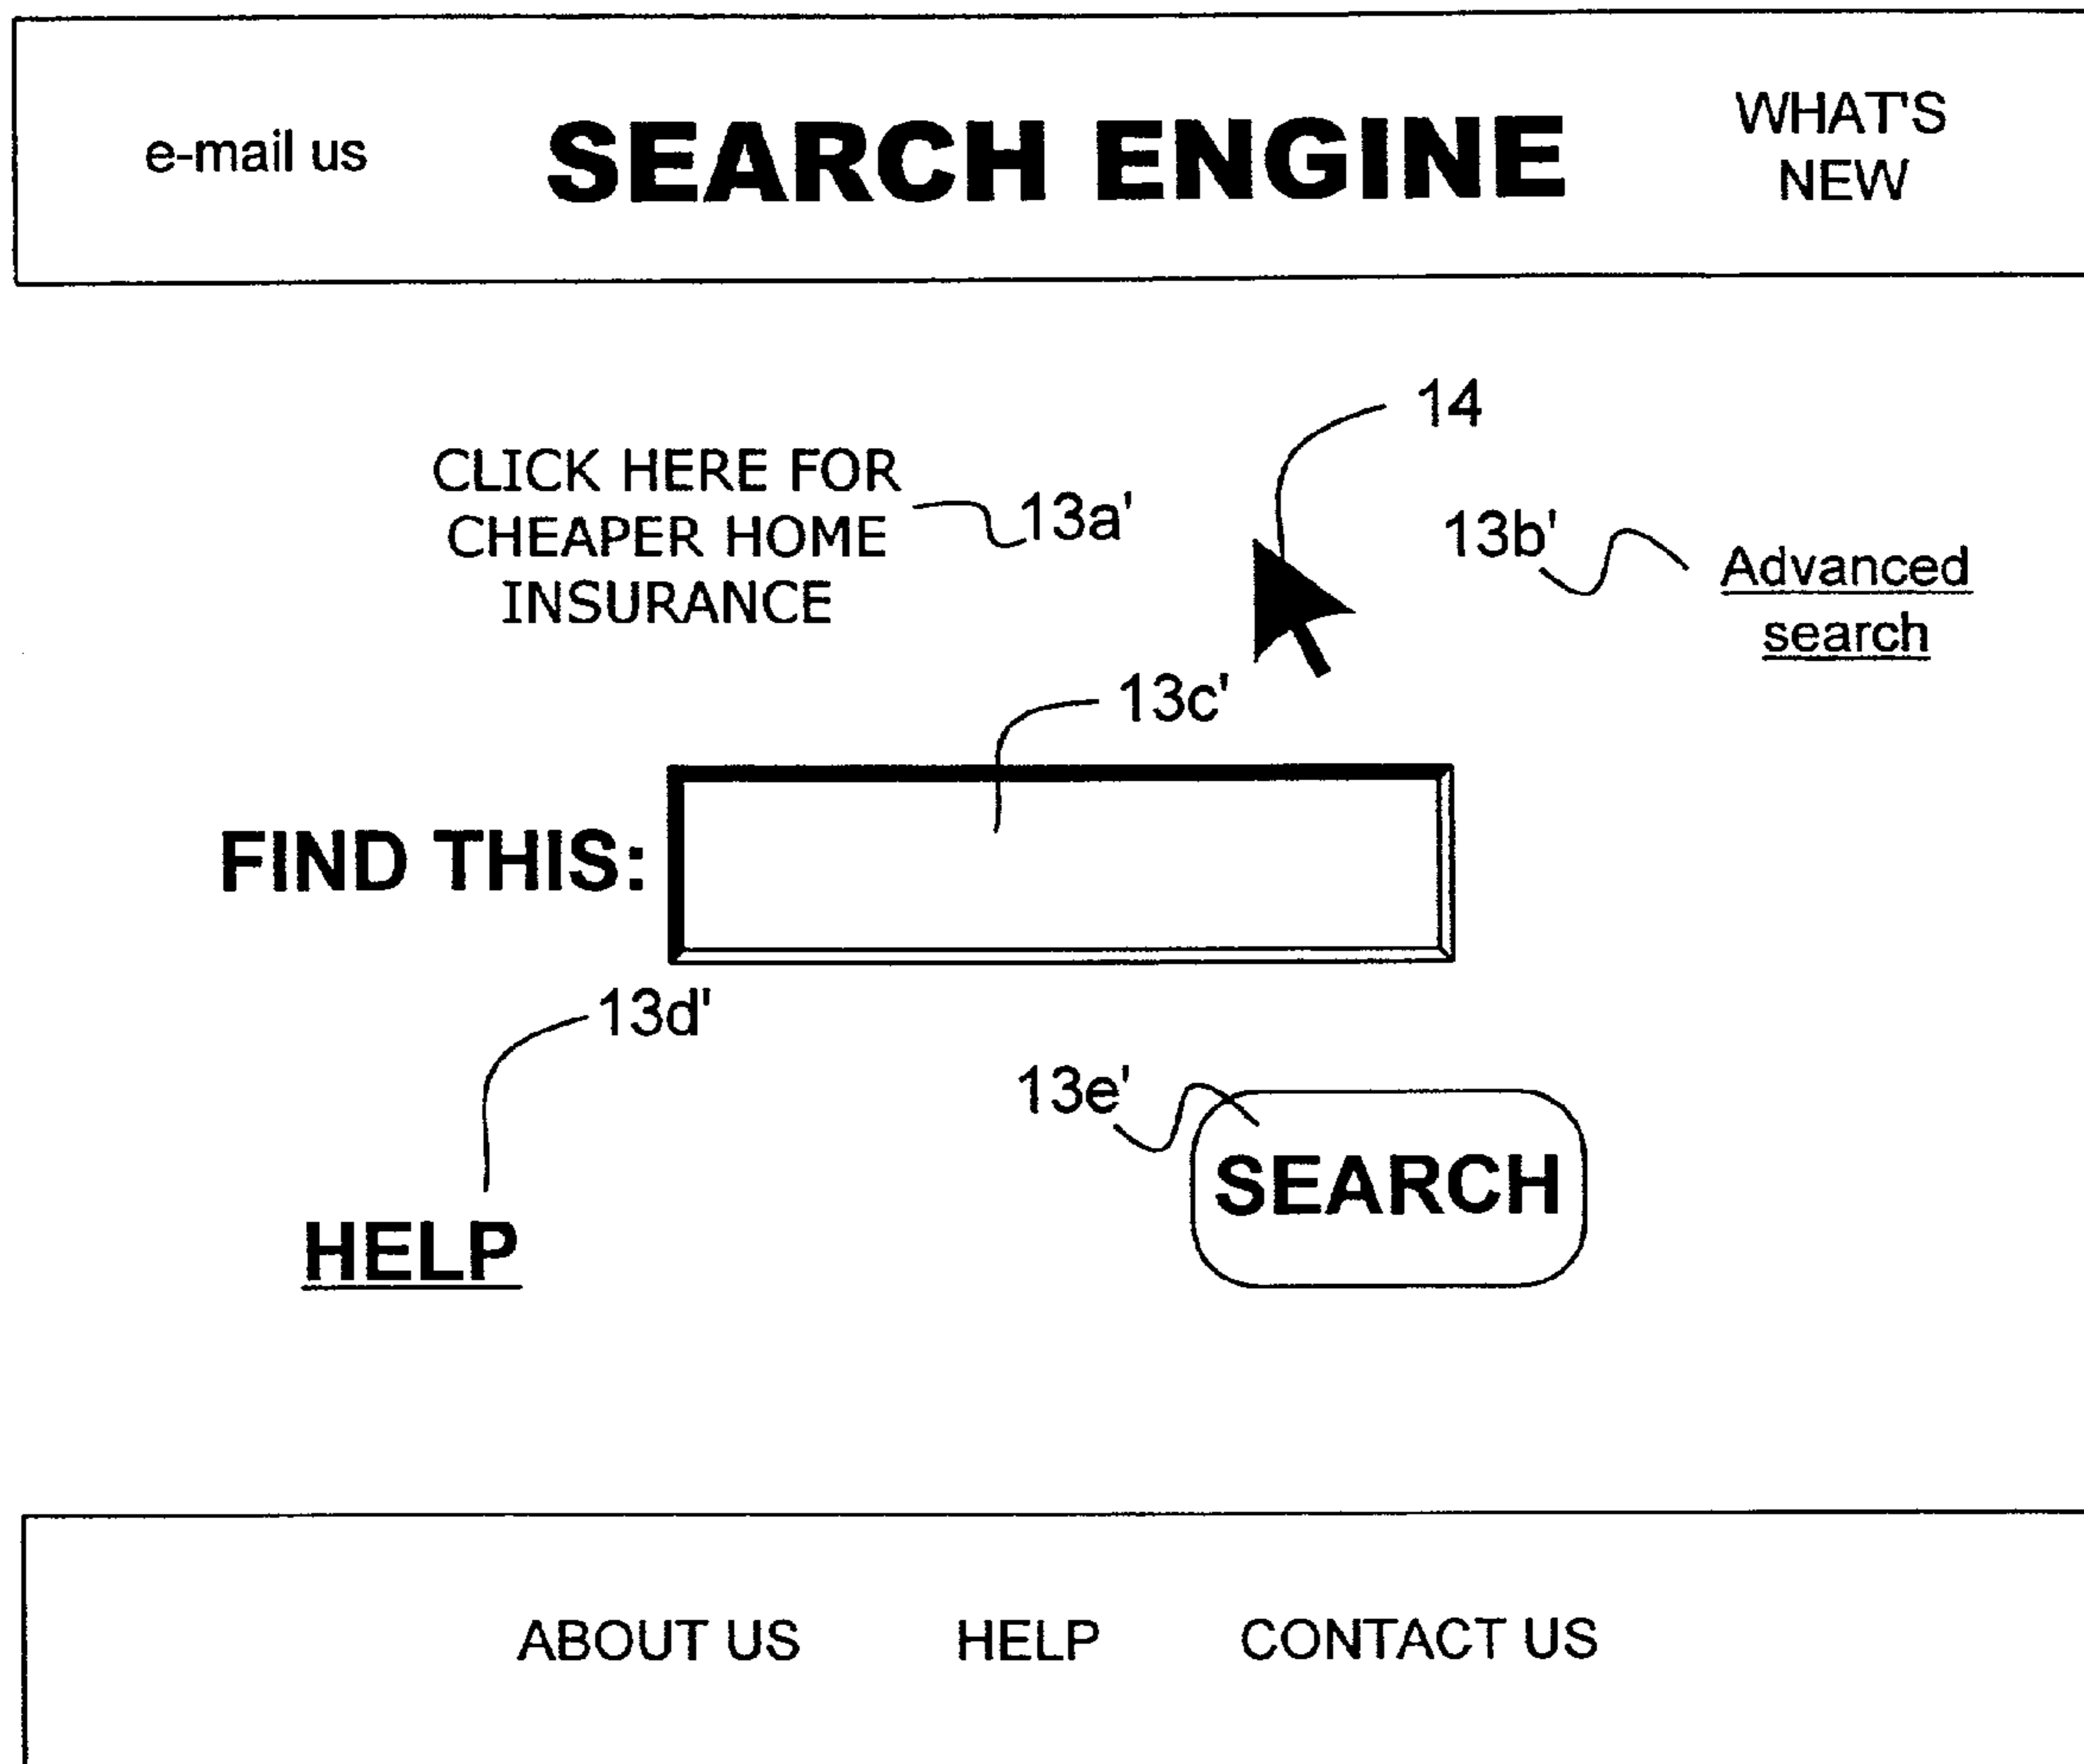 e-mail us
SEARCH ENGINE
WHAT'S
NEW
14
CLICK HERE FOR
CHEAPER HOME
INSURANCE
13a'
13b'
Advanced
search
13c'
FIND THIS:
13d'
13e'
SEARCH
HELP
ABOUT US HELP CONTACT US